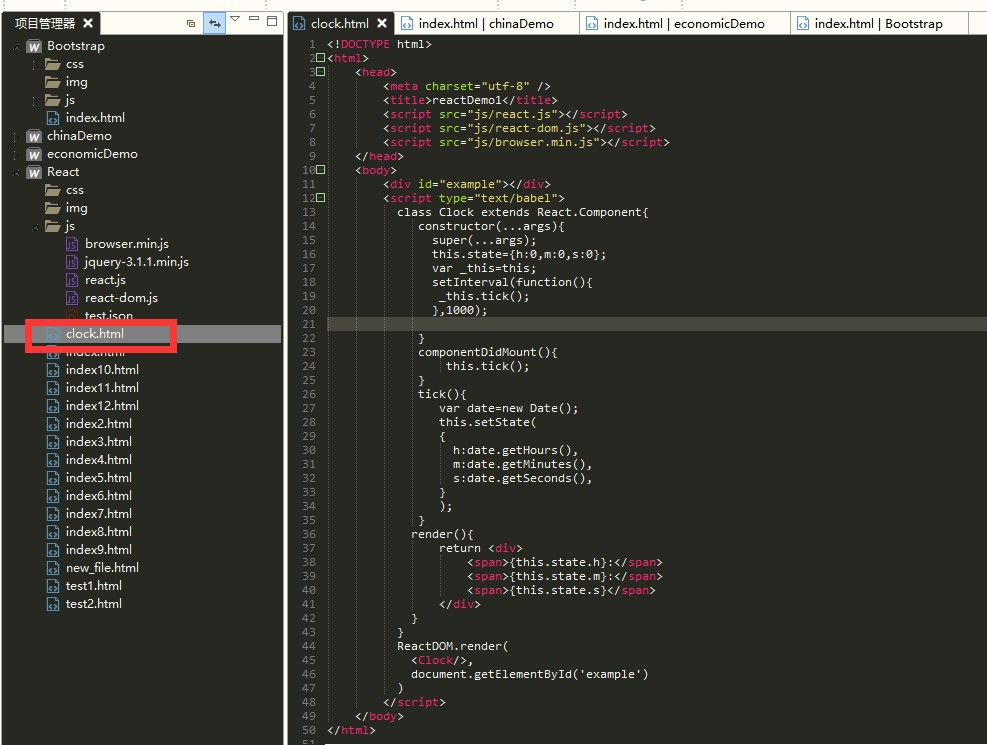 项目管理器
Bootstrap
css
img
js
index.html
chinaDemo
economicDemo
React
css
img
js
browser.min.js
jquery-3.1.1.min.js
react.js
react-dom.js
test.json
clock.html
index.html
index10.html
index11.html
index12.html
index2.html
index3.html
index4.html
index5.html
index6.html
index7.html
index8.html
index9.html
new_file.html
test1.html
test2.html
clock.html
index.html | chinaDemo
index.html | economicDemo
index.html | Bootstrap
1 <!DOCTYPE html>
2 <html>
3 <head>
4 <meta charset="utf-8" />
5 <title>reactDemo1</title>
6 <script src="js/react.js"></script>
7 <script src="js/react-dom.js"></script>
8 <script src="js/browser.min.js"></script>
9 </head>
10 <body>
11 <div id="example"></div>
12 <script type="text/babel">
13 class Clock extends React.Component{
14 constructor(...args){
15 super(...args);
16 this.state={h:0,m:0,s:0};
17 var _this=this;
18 setInterval(function(){
19 _this.tick();
20 },1000);
21
22 }
23 componentDidMount(){
24 this.tick();
25 }
26 tick(){
27 var date=new Date();
28 this.setState(
29 {
30 h:date.getHours(),
31 m:date.getMinutes(),
32 s:date.getSeconds(),
33 }
34 );
35 }
36 render(){
37 return <div>
38 <span>{this.state.h}:</span>
39 <span>{this.state.m}:</span>
40 <span>{this.state.s}</span>
41 </div>
42 }
43 }
44 ReactDOM.render(
45 <Clock/>,
46 document.getElementById('example')
47 )
48 </script>
49 </body>
50 </html>
51